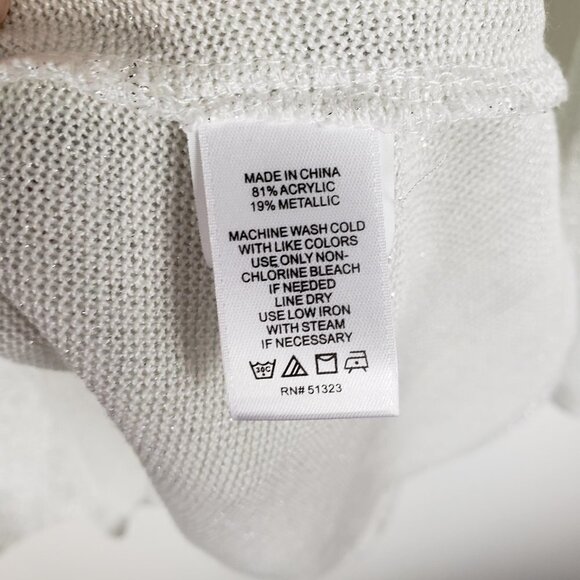 MADE IN CHINA
81% ACRYLIC
19% METALLIC
MACHINE WASH COLD
WITH LIKE COLORS
USE ONLY NON-
CHLORINE BLEACH
IF NEEDED
LINE DRY
USE LOW IRON
WITH STEAM
IF NECESSARY
30C
RN# 51323